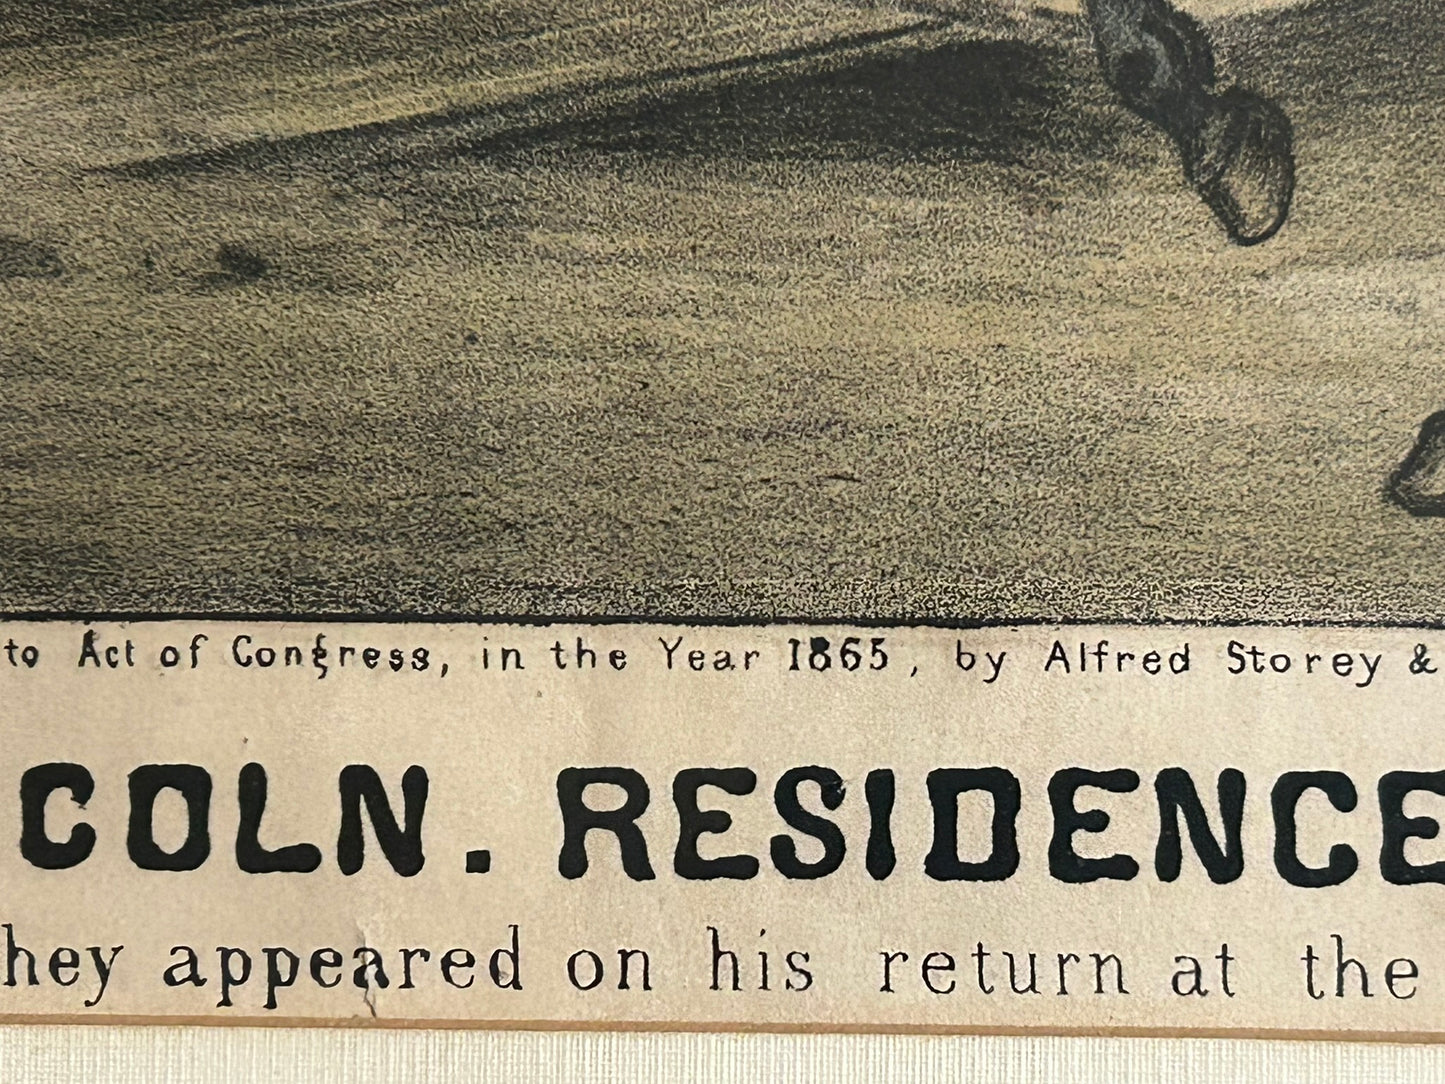 to Act of Congress, in the Year 1865, by Alfred Storey &
COLN. RESIDENCE
hey appeared on his return at the